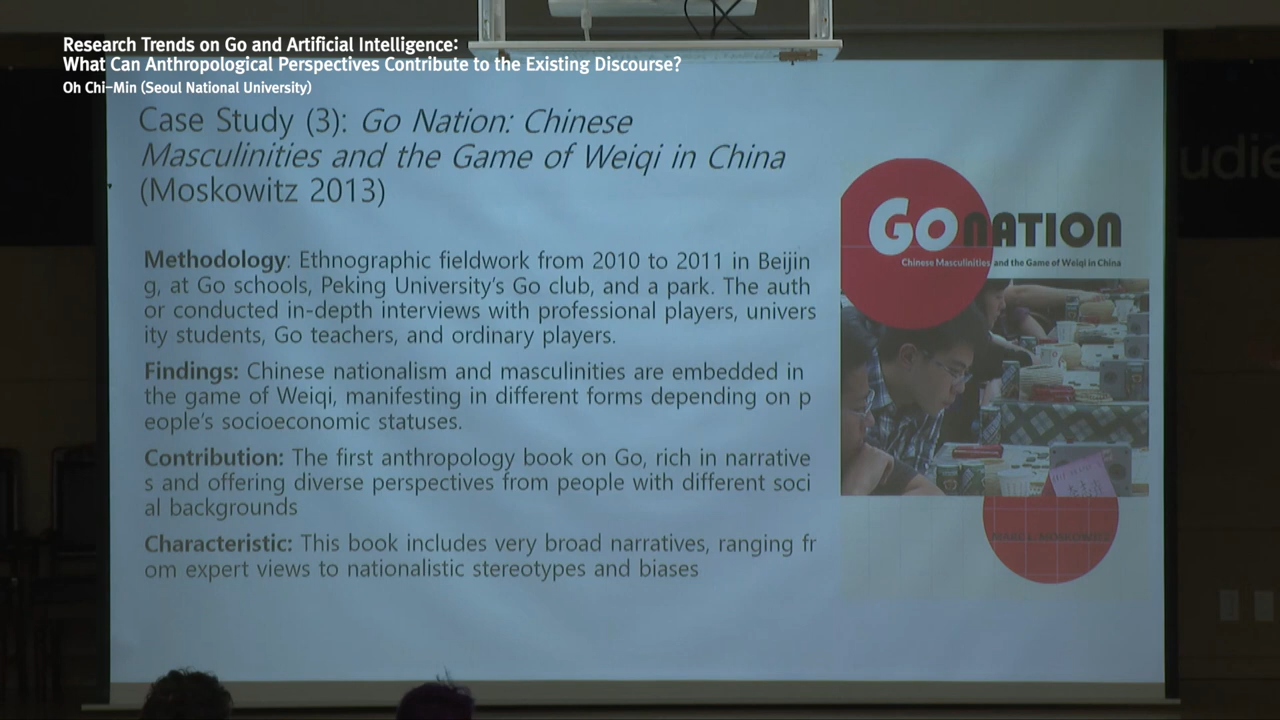 Research Trends on Go and Artificial Intelligence:
What Can Anthropological Perspectives Contribute to the Existing Discourse?
Oh Chi-Min (Seoul National University)
Case Study (3): Go Nation: Chinese
Masculinities and the Game of Weiqi in China
(Moskowitz 2013)
Methodology: Ethnographic fieldwork from 2010 to 2011 in Beijin
g, at Go schools, Peking University's Go club, and a park. The auth
or conducted in-depth interviews with professional players, univers
ity students, Go teachers, and ordinary players.
Findings: Chinese nationalism and masculinities are embedded in
the game of Weiqi, manifesting in different forms depending on p
eople's socioeconomic statuses.
Contribution: The first anthropology book on Go, rich in narrative
s and offering diverse perspectives from people with different soci
al backgrounds
Characteristic: This book includes very broad narratives, ranging fr
om expert views to nationalistic stereotypes and biases
GO NATION
Chinese Masculinities and the Game of Weiqi in China
MARC L. MOSKOWITZ
udie